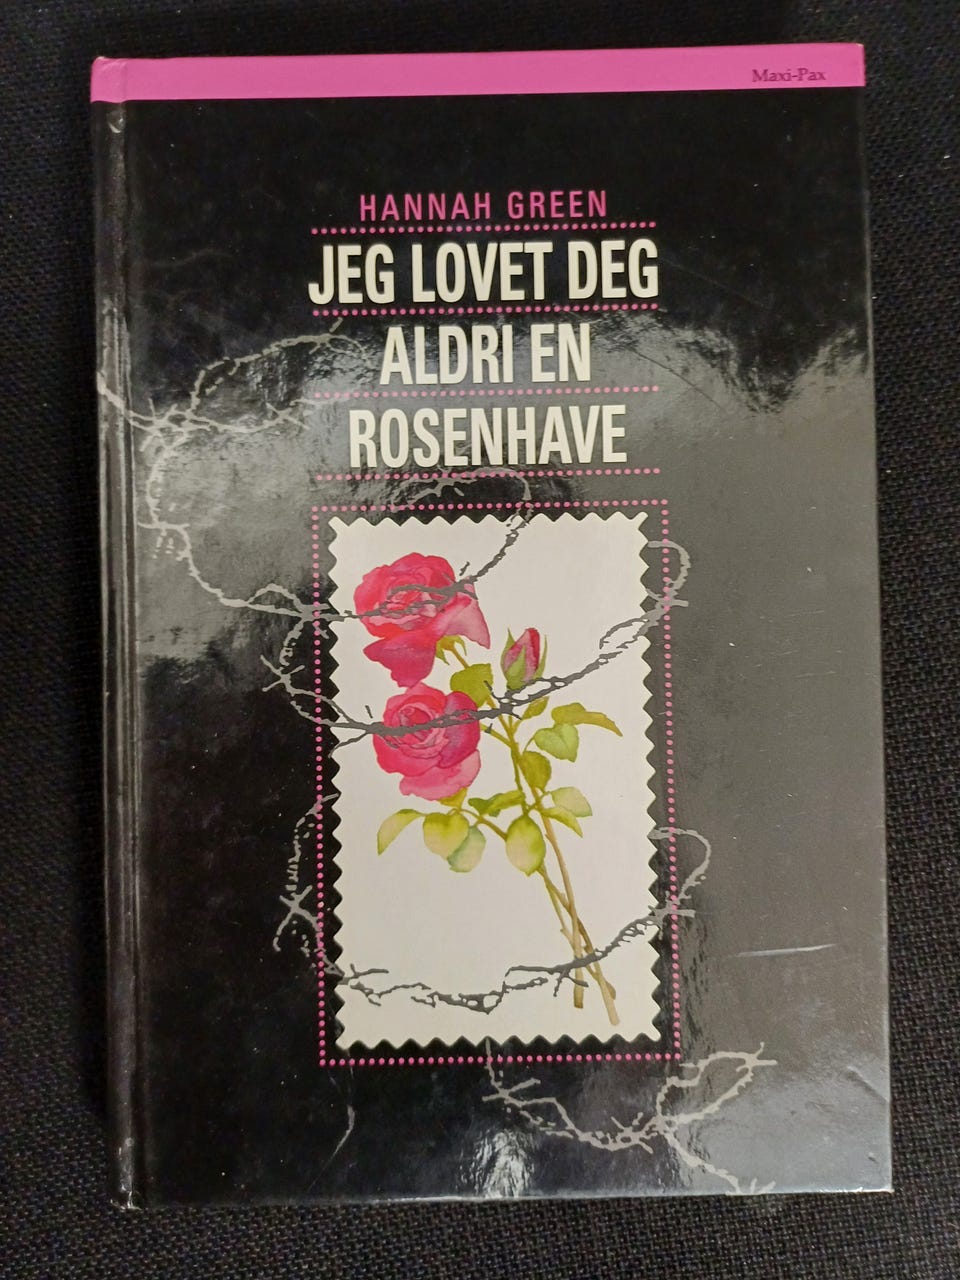 Maxi-Pax
HANNAH GREEN
JEG LOVET DEG
ALDRI EN
ROSENHAVE